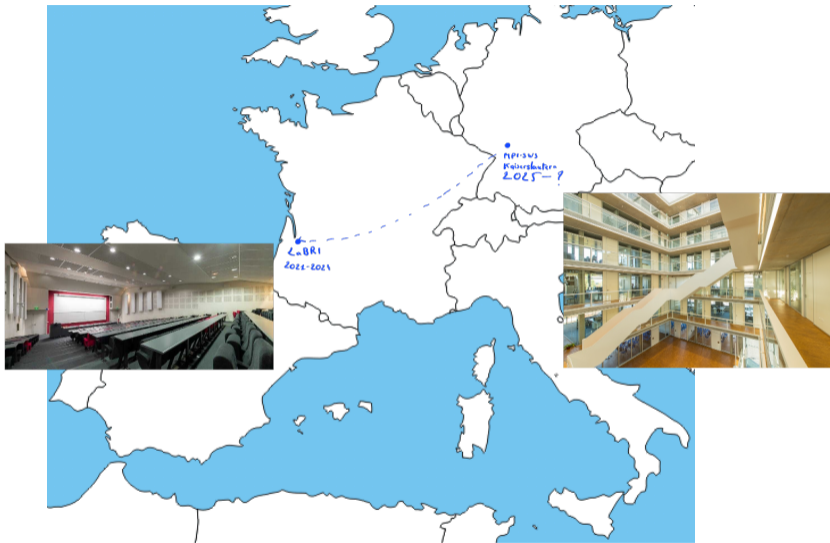 LaBRI
2021-2024
MPI-SWS
Kaiserslautern
2025 - ?